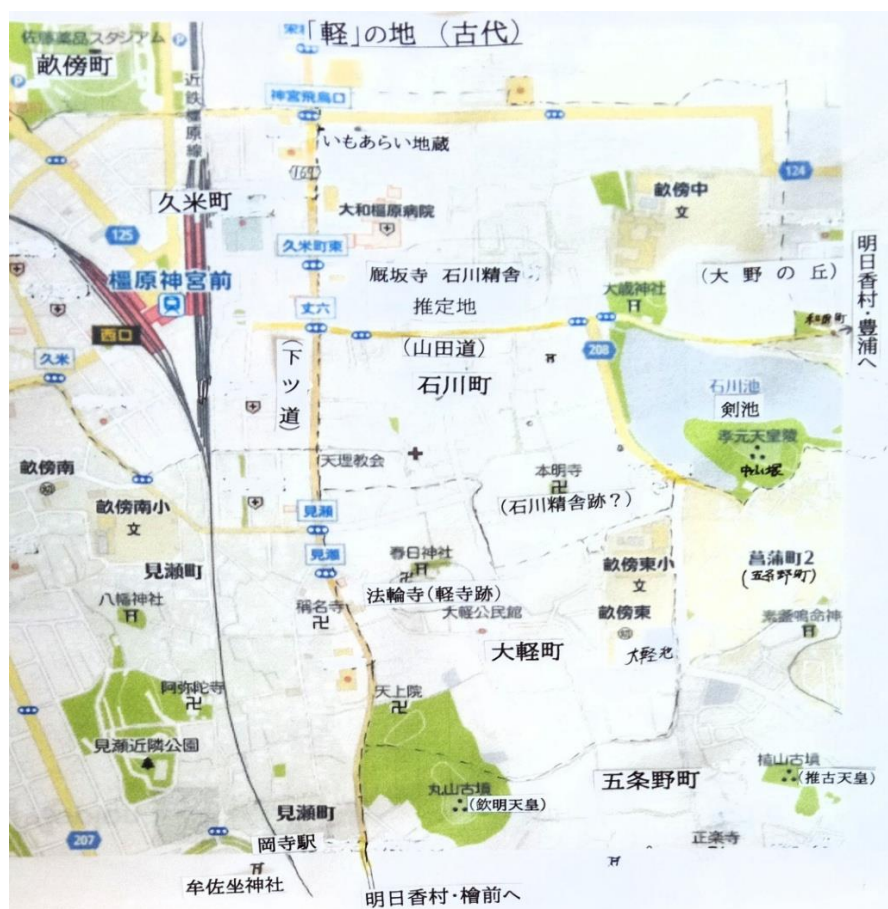 「軽」の地　(古代)
佐藤薬品スタジアム
畝傍町
近鉄橿原線
神宮飛鳥口
いもあらい地蔵
124
久米町
大和橿原病院
畝傍中
文
125
久米町東
厩坂寺 石川精舎
推定地
(大野の丘)
明日香村・豊浦へ
橿原神宮前
大歳神社
西口
丈六
(山田道)
208
久米
(下ツ道)
石川町
石川池
剣池
孝元天皇陵
中山塚
天理教会
畝傍南
本明寺
(石川精舎跡?)
畝傍南小
文
見瀬
見瀬
春日神社
畝傍東小
文
菖蒲町2
(五条野町)
見瀬町
八幡神社
稱名寺
法輪寺(軽寺跡)
大軽公民館
畝傍東
素盞鳴命神
大軽町
大軽池
阿弥陀寺
天上院
見瀬近隣公園
五条野町
植山古墳
(推古天皇)
丸山古墳
(欽明天皇)
見瀬町
207
岡寺駅
正楽寺
牟佐坐神社
明日香村・檜前へ